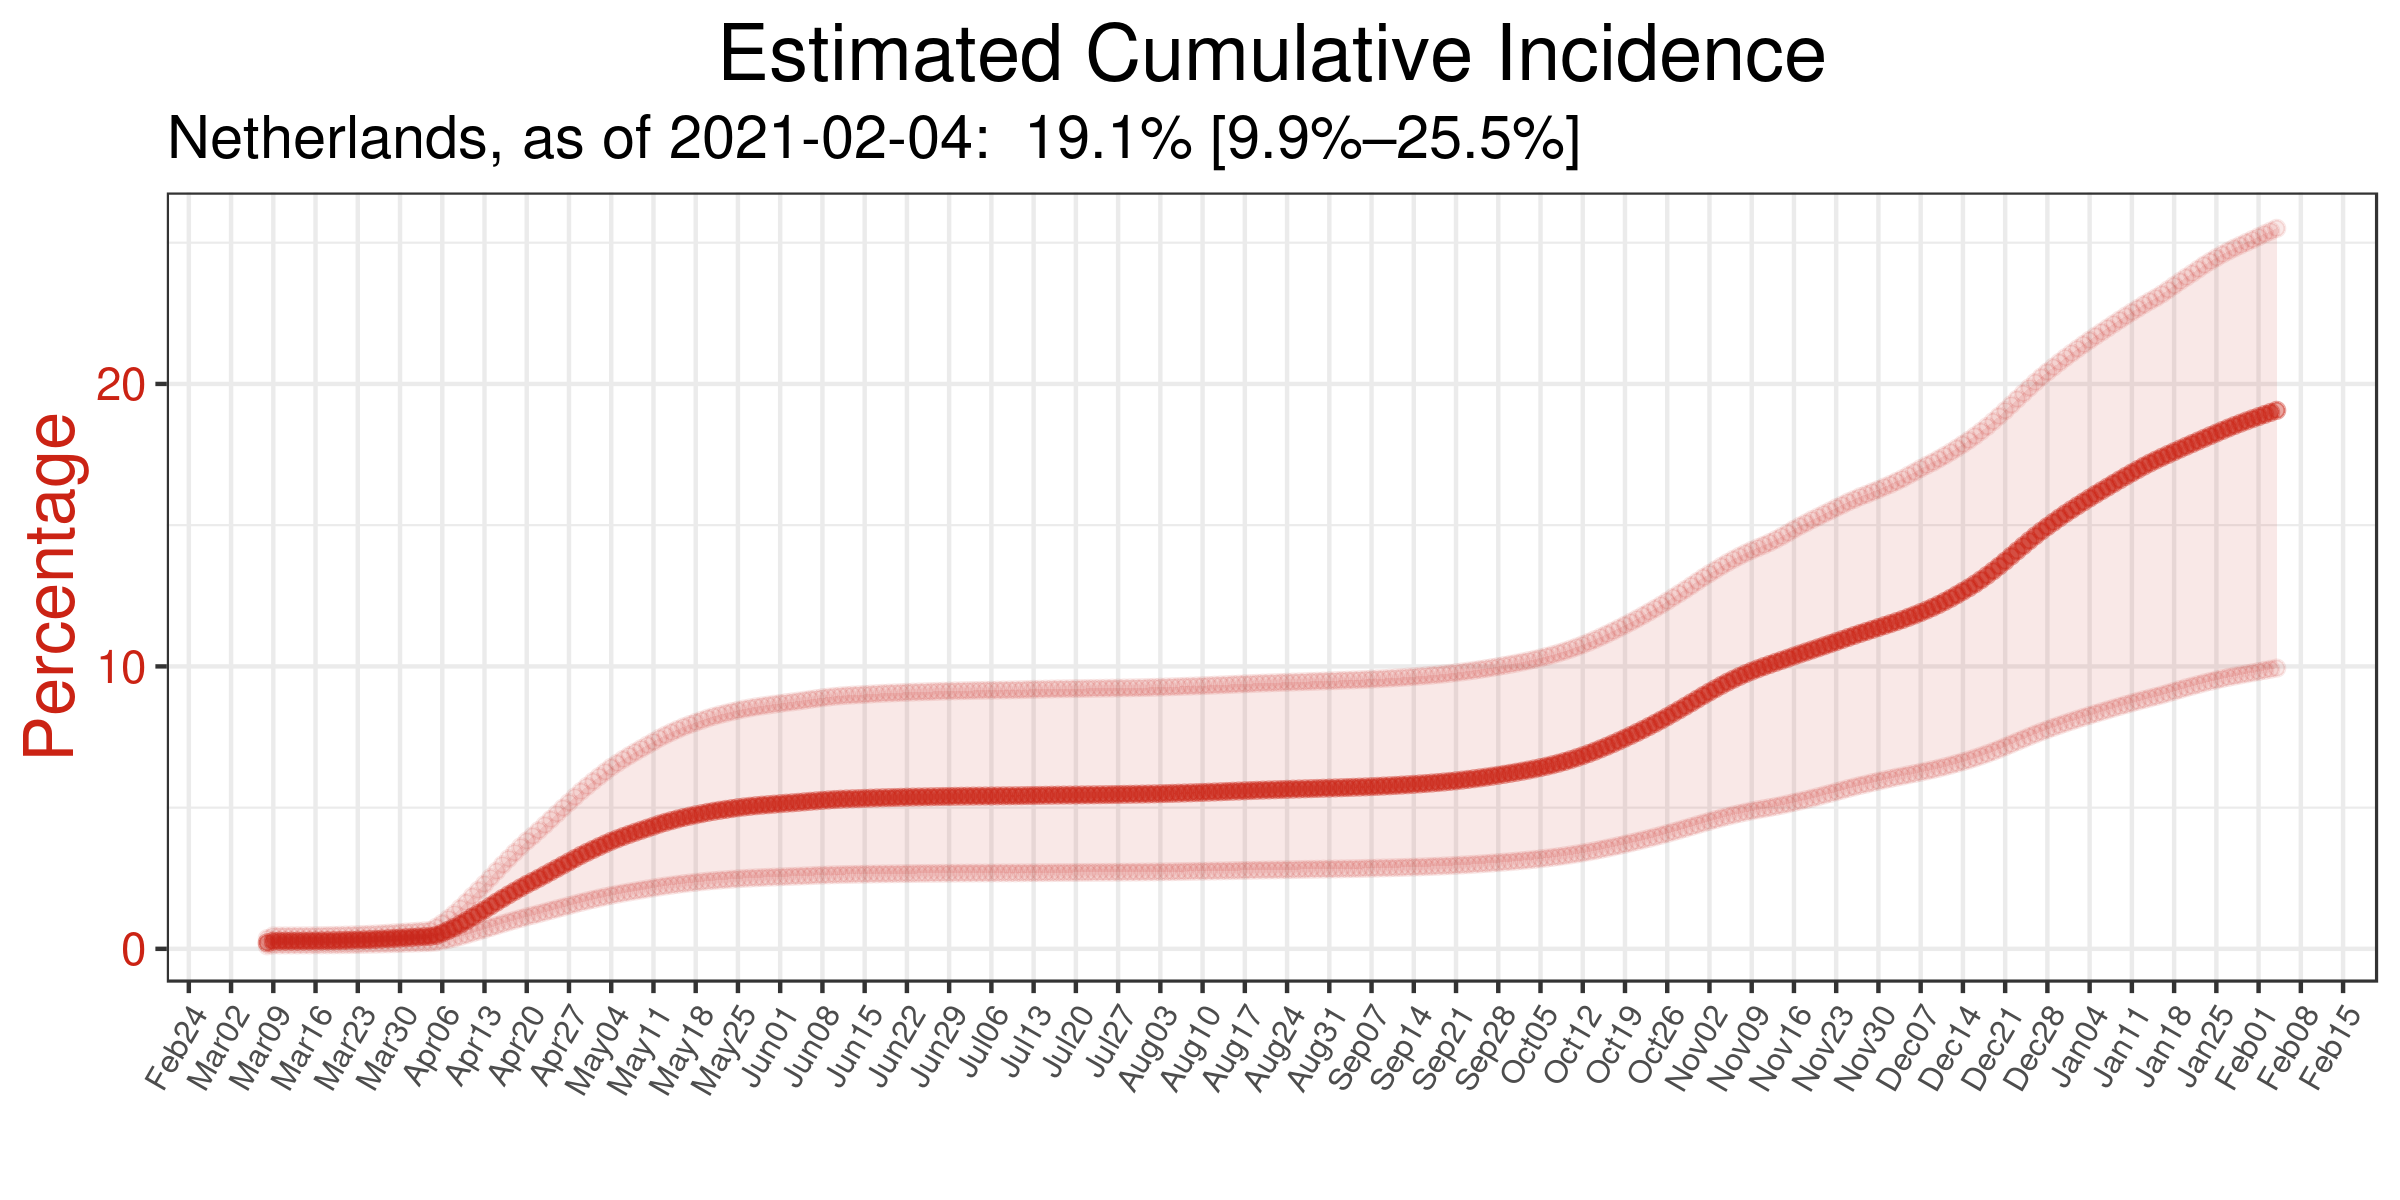 Estimated Cumulative Incidence
Netherlands, as of 2021-02-04:  19.1% [9.9%–25.5%]
Percentage
20
10
0
Feb24
Mar02
Mar09
Mar16
Mar23
Mar30
Apr06
Apr13
Apr20
Apr27
May04
May11
May18
May25
Jun01
Jun08
Jun15
Jun22
Jun29
Jul06
Jul13
Jul20
Jul27
Aug03
Aug10
Aug17
Aug24
Aug31
Sep07
Sep14
Sep21
Sep28
Oct05
Oct12
Oct19
Oct26
Nov02
Nov09
Nov16
Nov23
Nov30
Dec07
Dec14
Dec21
Dec28
Jan04
Jan11
Jan18
Jan25
Feb01
Feb08
Feb15